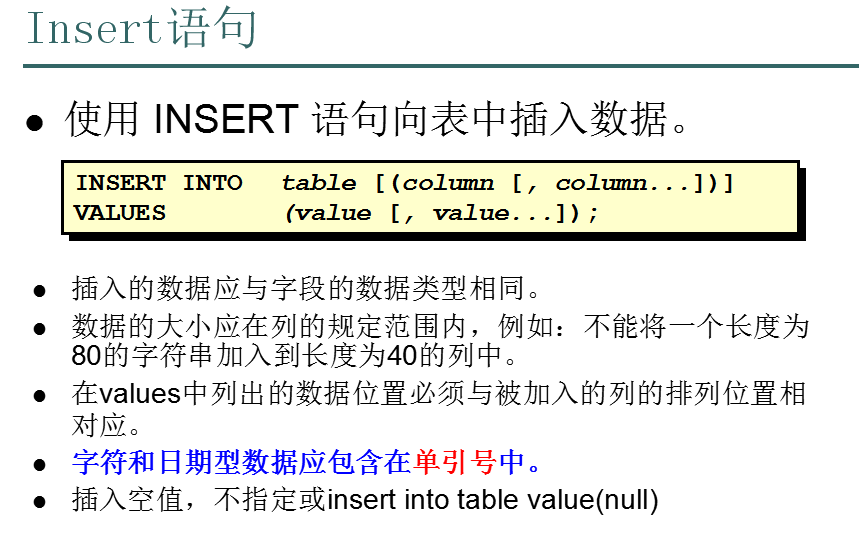 Insert语句
● 使用 INSERT 语句向表中插入数据。
INSERT INTO table [(column [, column...])]
VALUES (value [, value...]);
● 插入的数据应与字段的数据类型相同。
● 数据的大小应在列的规定范围内，例如：不能将一个长度为
80的字符串加入到长度为40的列中。
● 在values中列出的数据位置必须与被加入的列的排列位置相
对应。
● 字符和日期型数据应包含在单引号中。
● 插入空值，不指定或insert into table value(null)